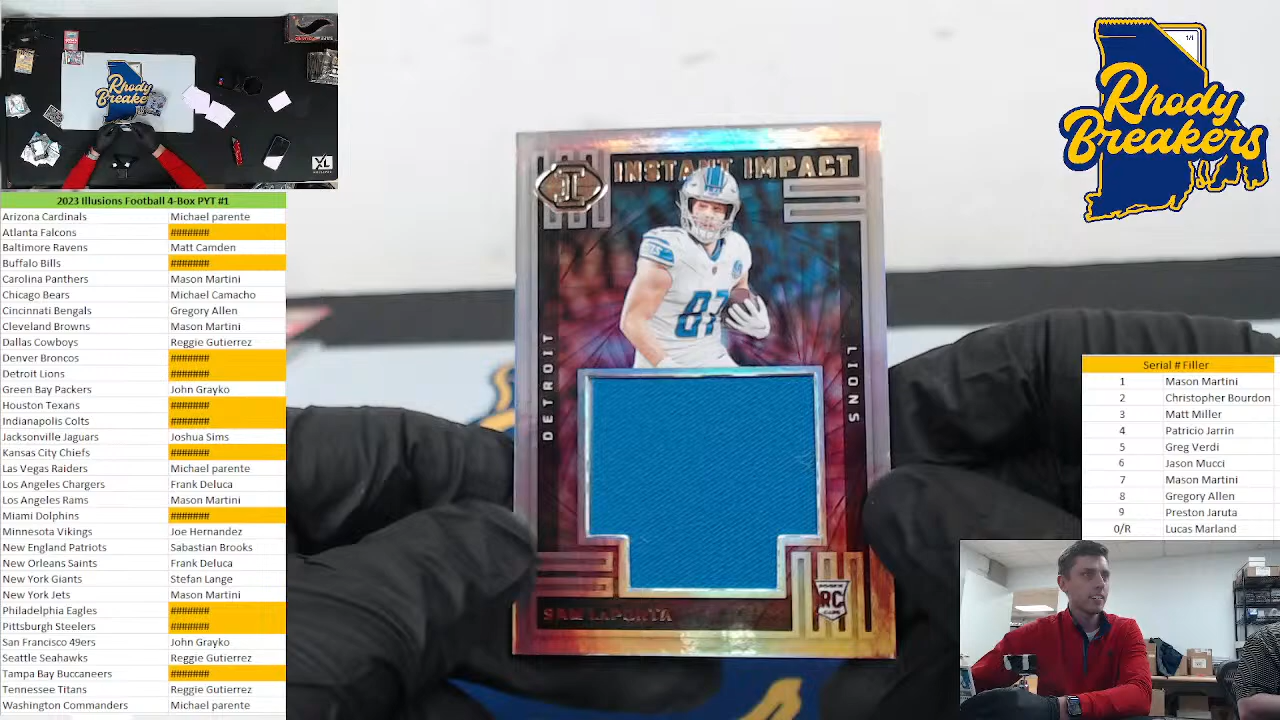 2023 Illusions Football 4-Box PYT #1
Arizona Cardinals Michael parente
Atlanta Falcons #######
Baltimore Ravens Matt Camden
Buffalo Bills #######
Carolina Panthers Mason Martini
Chicago Bears Michael Camacho
Cincinnati Bengals Gregory Allen
Cleveland Browns Mason Martini
Dallas Cowboys Reggie Gutierrez
Denver Broncos #######
Detroit Lions #######
Green Bay Packers John Grayko
Houston Texans #######
Indianapolis Colts #######
Jacksonville Jaguars Joshua Sims
Kansas City Chiefs #######
Las Vegas Raiders Michael parente
Los Angeles Chargers Frank Deluca
Los Angeles Rams Mason Martini
Miami Dolphins #######
Minnesota Vikings Joe Hernandez
New England Patriots Sabastian Brooks
New Orleans Saints Frank Deluca
New York Giants Stefan Lange
New York Jets Mason Martini
Philadelphia Eagles #######
Pittsburgh Steelers #######
San Francisco 49ers John Grayko
Seattle Seahawks Reggie Gutierrez
Tampa Bay Buccaneers #######
Tennessee Titans Reggie Gutierrez
Washington Commanders Michael parente
Rhody
Breakers
XL
INSTANT IMPACT
I
81
DETROIT
LIONS
SAM LAPORTA
RC
1/1
Rhody
Breakers
Serial # Filler
1 Mason Martini
2 Christopher Bourdon
3 Matt Miller
4 Patricio Jarrin
5 Greg Verdi
6 Jason Mucci
7 Mason Martini
8 Gregory Allen
9 Preston Jaruta
0/R Lucas Marland